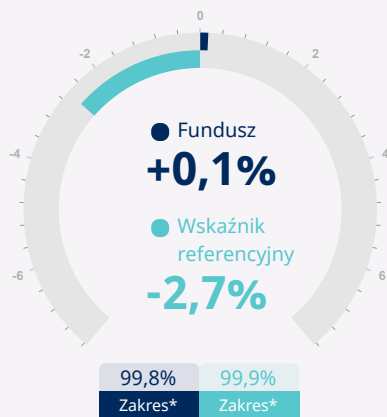 0
-2
2
-4
4
-6
6
Fundusz
+0,1%
Wskaźnik
referencyjny
-2,7%
99,8%
99,9%
Zakres*
Zakres*